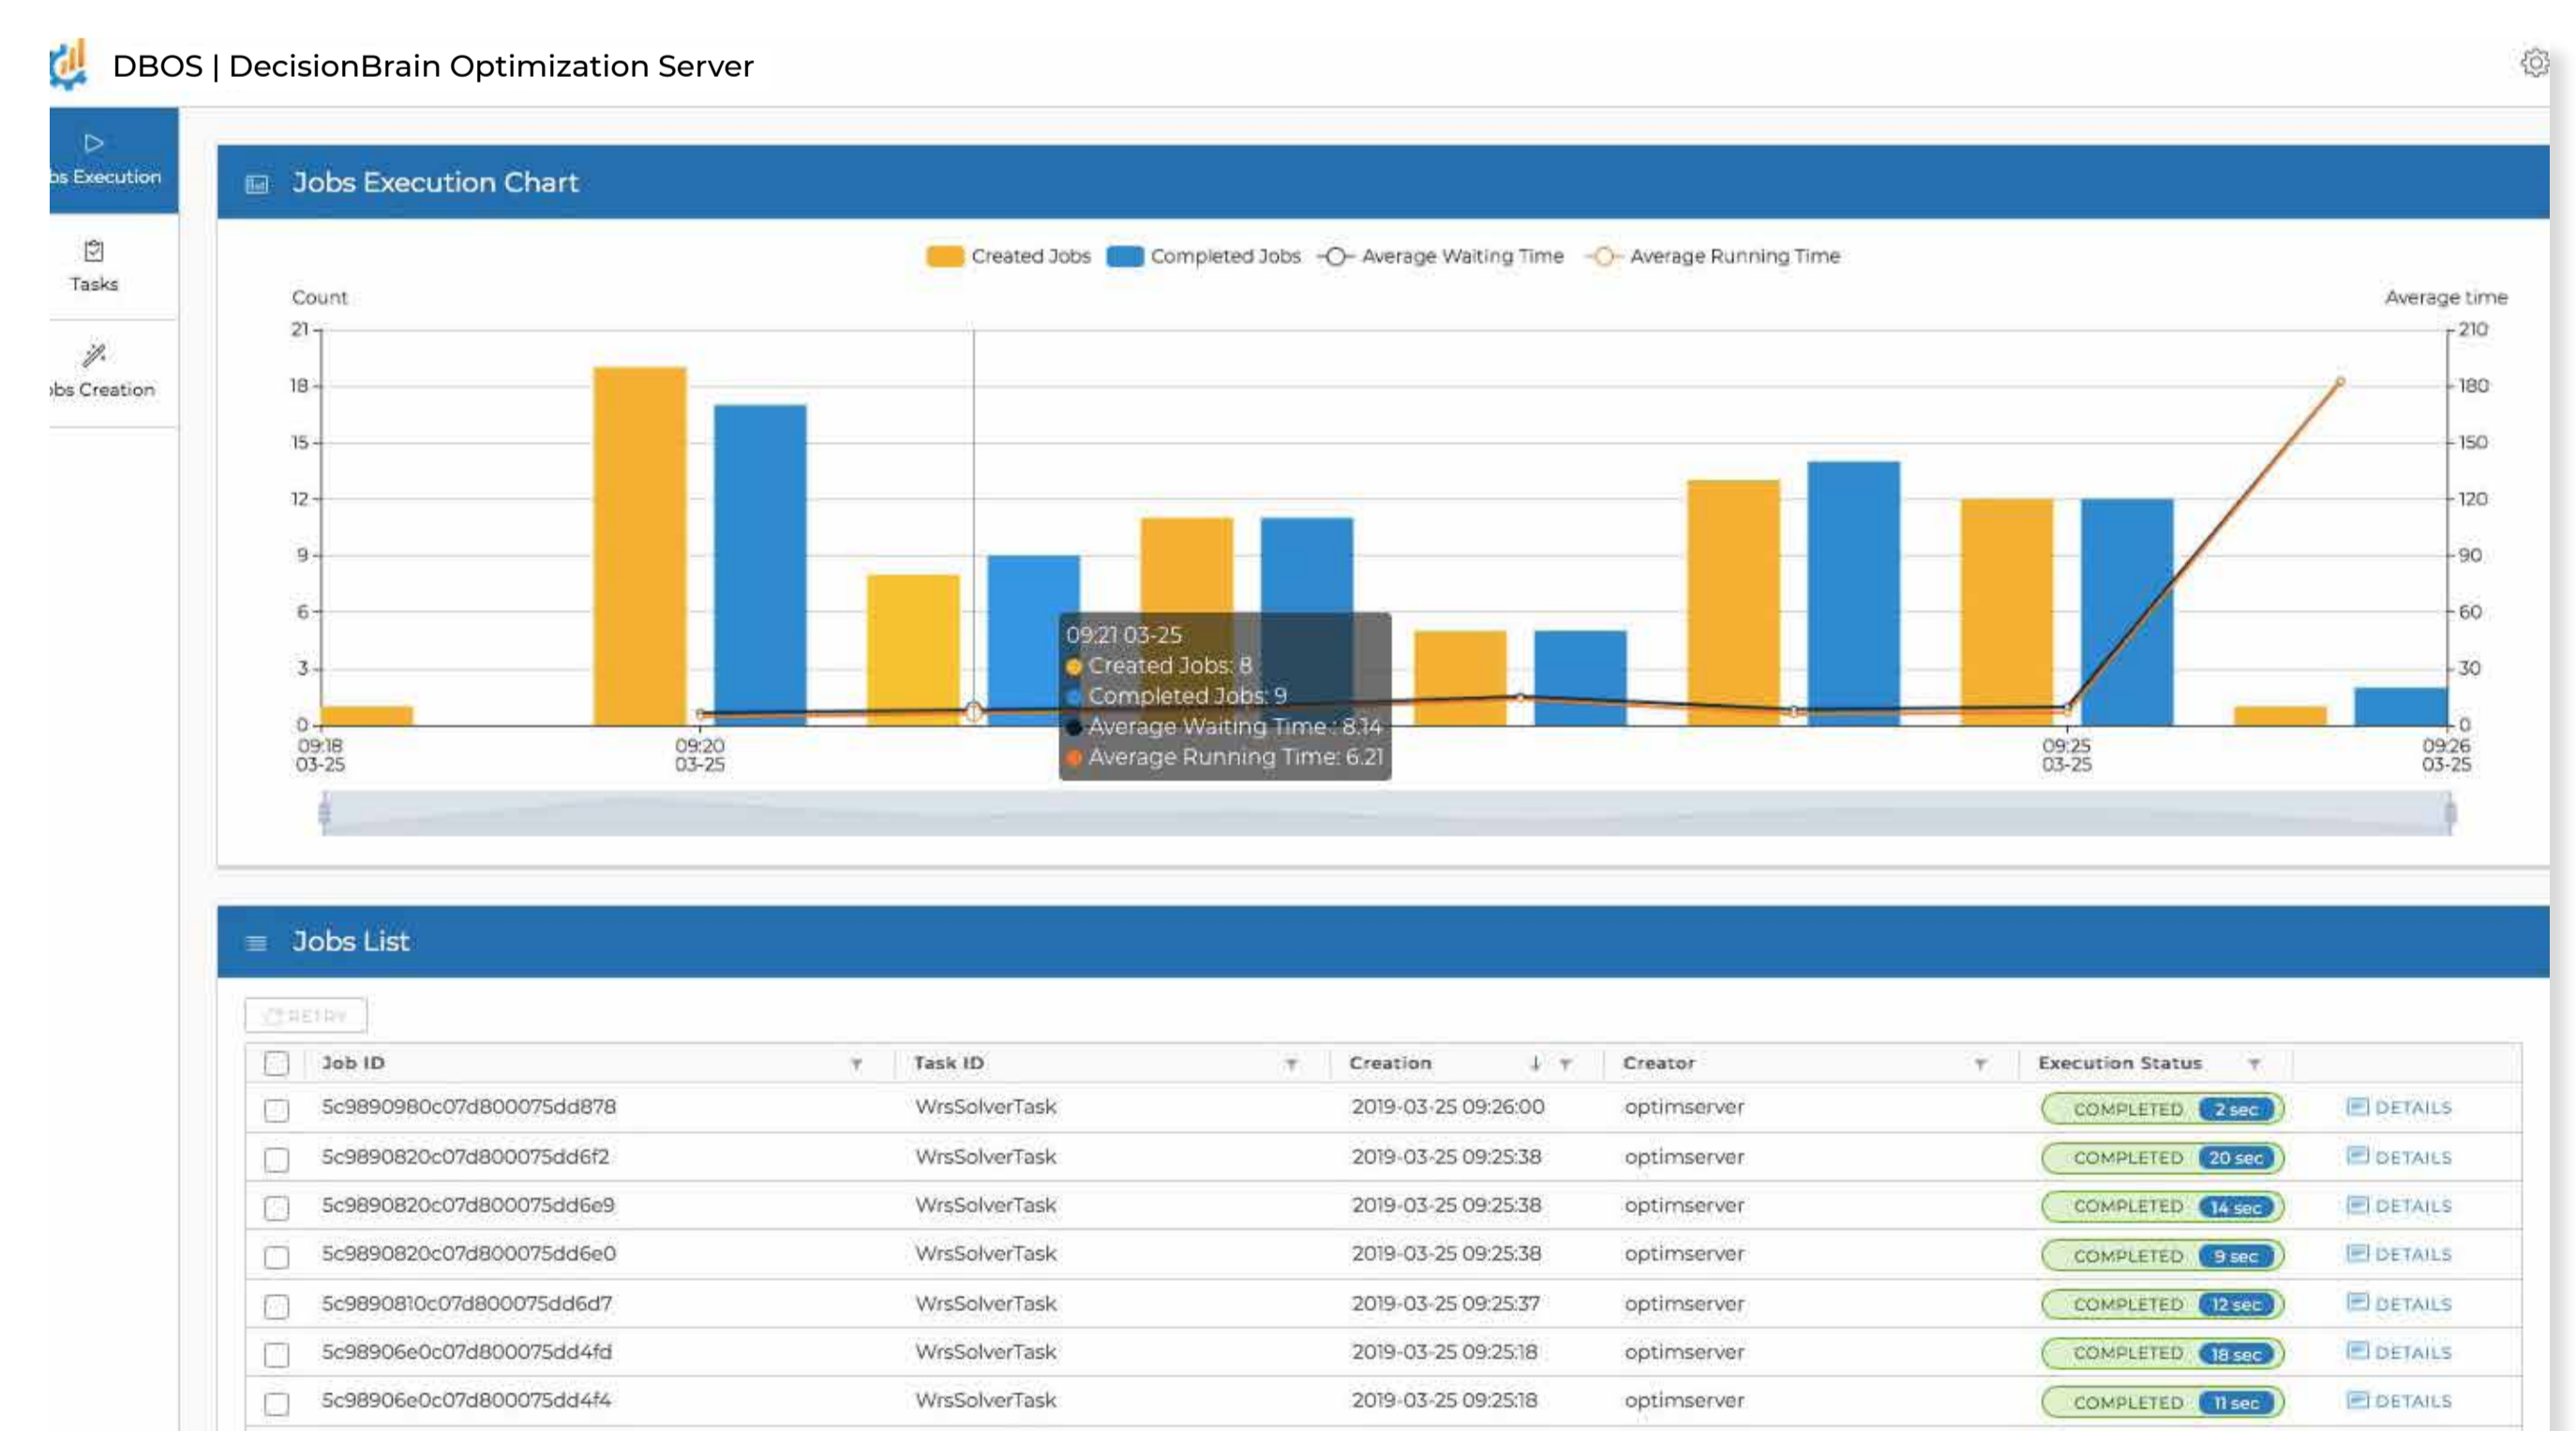 DBOS | DecisionBrain Optimization Server
bs Execution
Tasks
obs Creation
Jobs Execution Chart
Created Jobs Completed Jobs Average Waiting Time Average Running Time
Count Average time
21 210
18 180
15 150
12 120
9 90
6 60
3 30
0 0
09:21 03-25
Created Jobs: 8
Completed Jobs: 9
Average Waiting Time : 8.14
Average Running Time: 6.21
09:18 09:20 09:25 09:26
03-25 03-25 03-25 03-25
Jobs List
RETRY
Job ID Task ID Creation Creator Execution Status
5c9890980c07d800075dd878 WrsSolverTask 2019-03-25 09:26:00 optimserver COMPLETED 2 sec DETAILS
5c9890820c07d800075dd6f2 WrsSolverTask 2019-03-25 09:25:38 optimserver COMPLETED 20 sec DETAILS
5c9890820c07d800075dd6e9 WrsSolverTask 2019-03-25 09:25:38 optimserver COMPLETED 14 sec DETAILS
5c9890820c07d800075dd6e0 WrsSolverTask 2019-03-25 09:25:38 optimserver COMPLETED 9 sec DETAILS
5c9890810c07d800075dd6d7 WrsSolverTask 2019-03-25 09:25:37 optimserver COMPLETED 12 sec DETAILS
5c98906e0c07d800075dd4fd WrsSolverTask 2019-03-25 09:25:18 optimserver COMPLETED 18 sec DETAILS
5c98906e0c07d800075dd4f4 WrsSolverTask 2019-03-25 09:25:18 optimserver COMPLETED 11 sec DETAILS